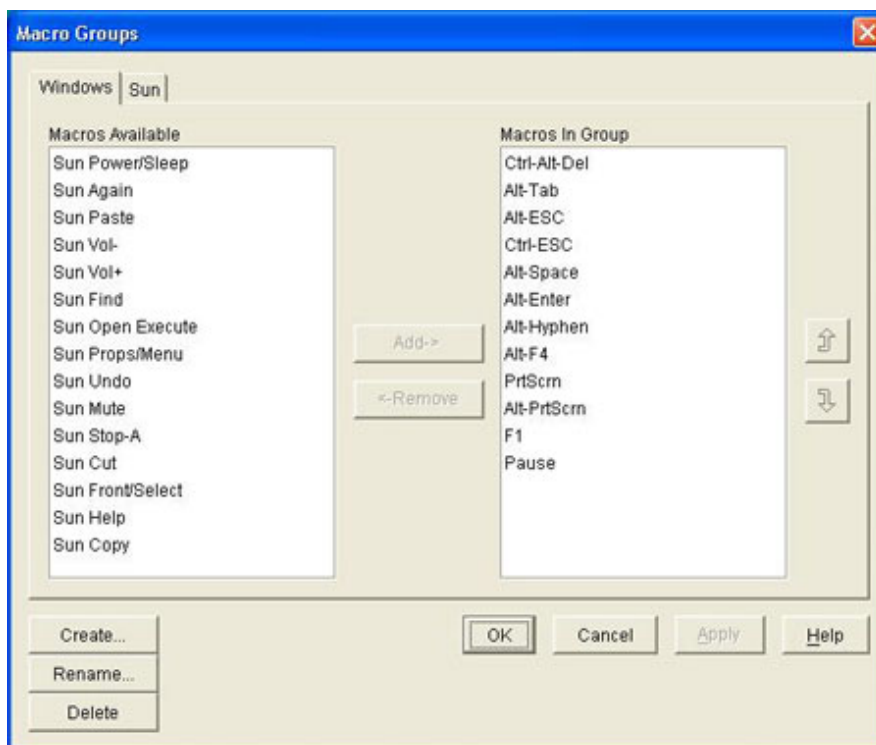 Macro Groups
Windows
Sun
Macros Available
Sun Power/Sleep
Sun Again
Sun Paste
Sun Vol-
Sun Vol+
Sun Find
Sun Open Execute
Sun Props/Menu
Sun Undo
Sun Mute
Sun Stop-A
Sun Cut
Sun Front/Select
Sun Help
Sun Copy
Add->
<-Remove
Macros In Group
Ctrl-Alt-Del
Alt-Tab
Alt-ESC
Ctrl-ESC
Alt-Space
Alt-Enter
Alt-Hyphen
Alt-F4
PrtScrn
Alt-PrtScrn
F1
Pause
Create...
Rename...
Delete
OK
Cancel
Apply
Help